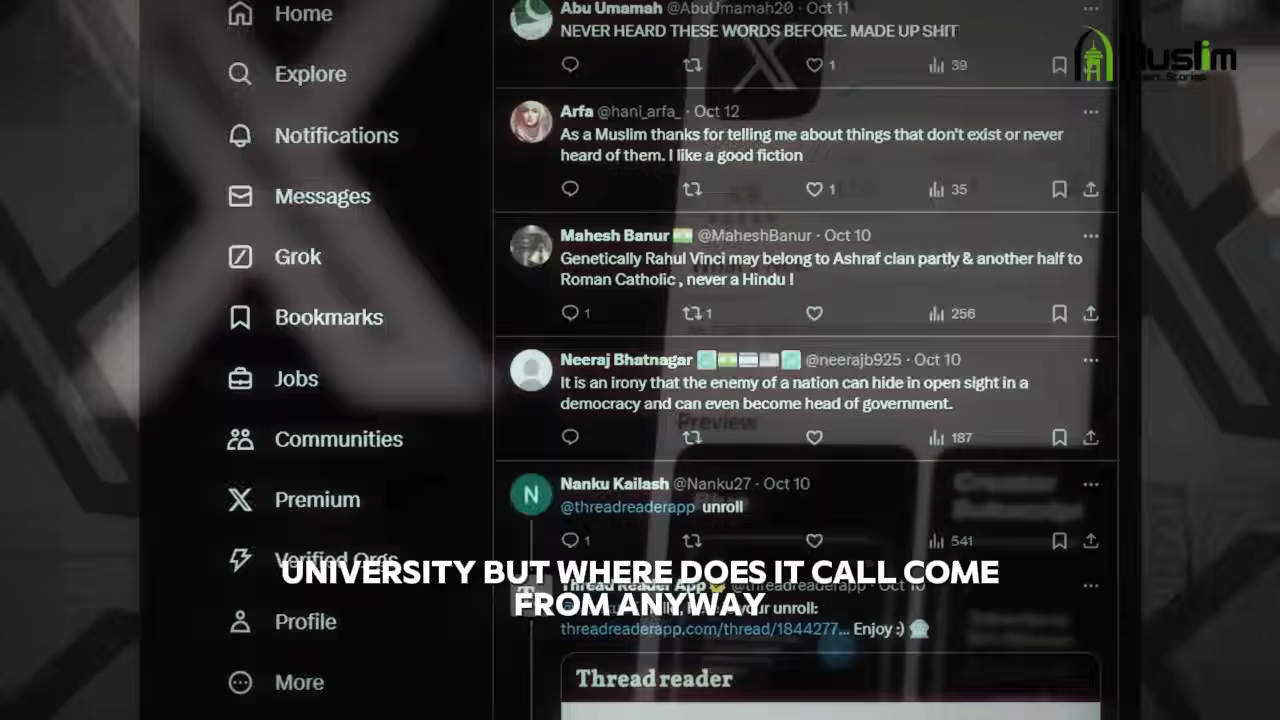 Home
Explore
Notifications
Messages
Grok
Bookmarks
Jobs
Communities
Premium
Verified Orgs
Profile
More
Abu Umamah @AbuUmamah20 · Oct 11
NEVER HEARD THESE WORDS BEFORE. MADE UP SHIT
1 39
Arfa @hani_arfa_ · Oct 12
As a Muslim thanks for telling me about things that don't exist or never
heard of them. I like a good fiction
1 35
Mahesh Banur @MaheshBanur · Oct 10
Genetically Rahul Vinci may belong to Ashraf clan partly & another half to
Roman Catholic , never a Hindu !
1 1 256
Neeraj Bhatnagar @neerajb925 · Oct 10
It is an irony that the enemy of a nation can hide in open sight in a
democracy and can even become head of government.
187
Preview
N
Nanku Kailash @Nanku27 · Oct 10
@threadreaderapp unroll
1 541
Thread Reader App @threadreaderapp · Oct 10
your unroll:
threadreaderapp.com/thread/1844277... Enjoy :)
Thread reader
UNIVERSITY BUT WHERE DOES IT CALL COME
FROM ANYWAY
Muslim
Stories